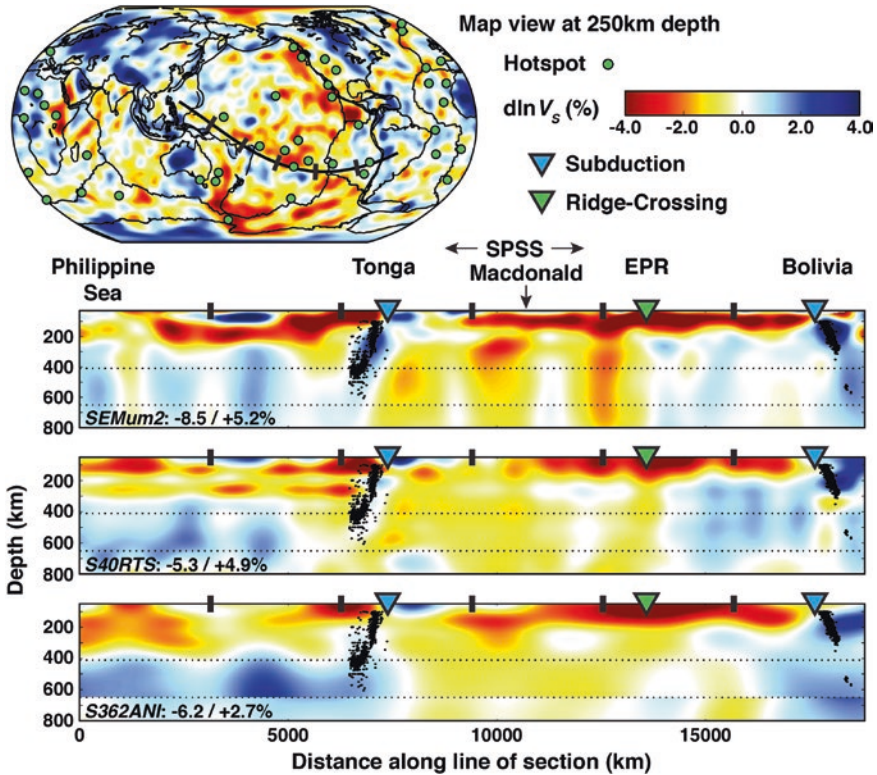 Map view at 250km depth
Hotspot
dln Vs (%)
-4.0 -2.0 0.0 2.0 4.0
Subduction
Ridge-Crossing
SPSS
Philippine Sea
Tonga
Macdonald
EPR
Bolivia
200
400
600
800
SEMum2: -8.5 / +5.2%
Depth (km)
200
400
600
800
S40RTS: -5.3 / +4.9%
200
400
600
800
S362ANI: -6.2 / +2.7%
0 5000 10000 15000
Distance along line of section (km)